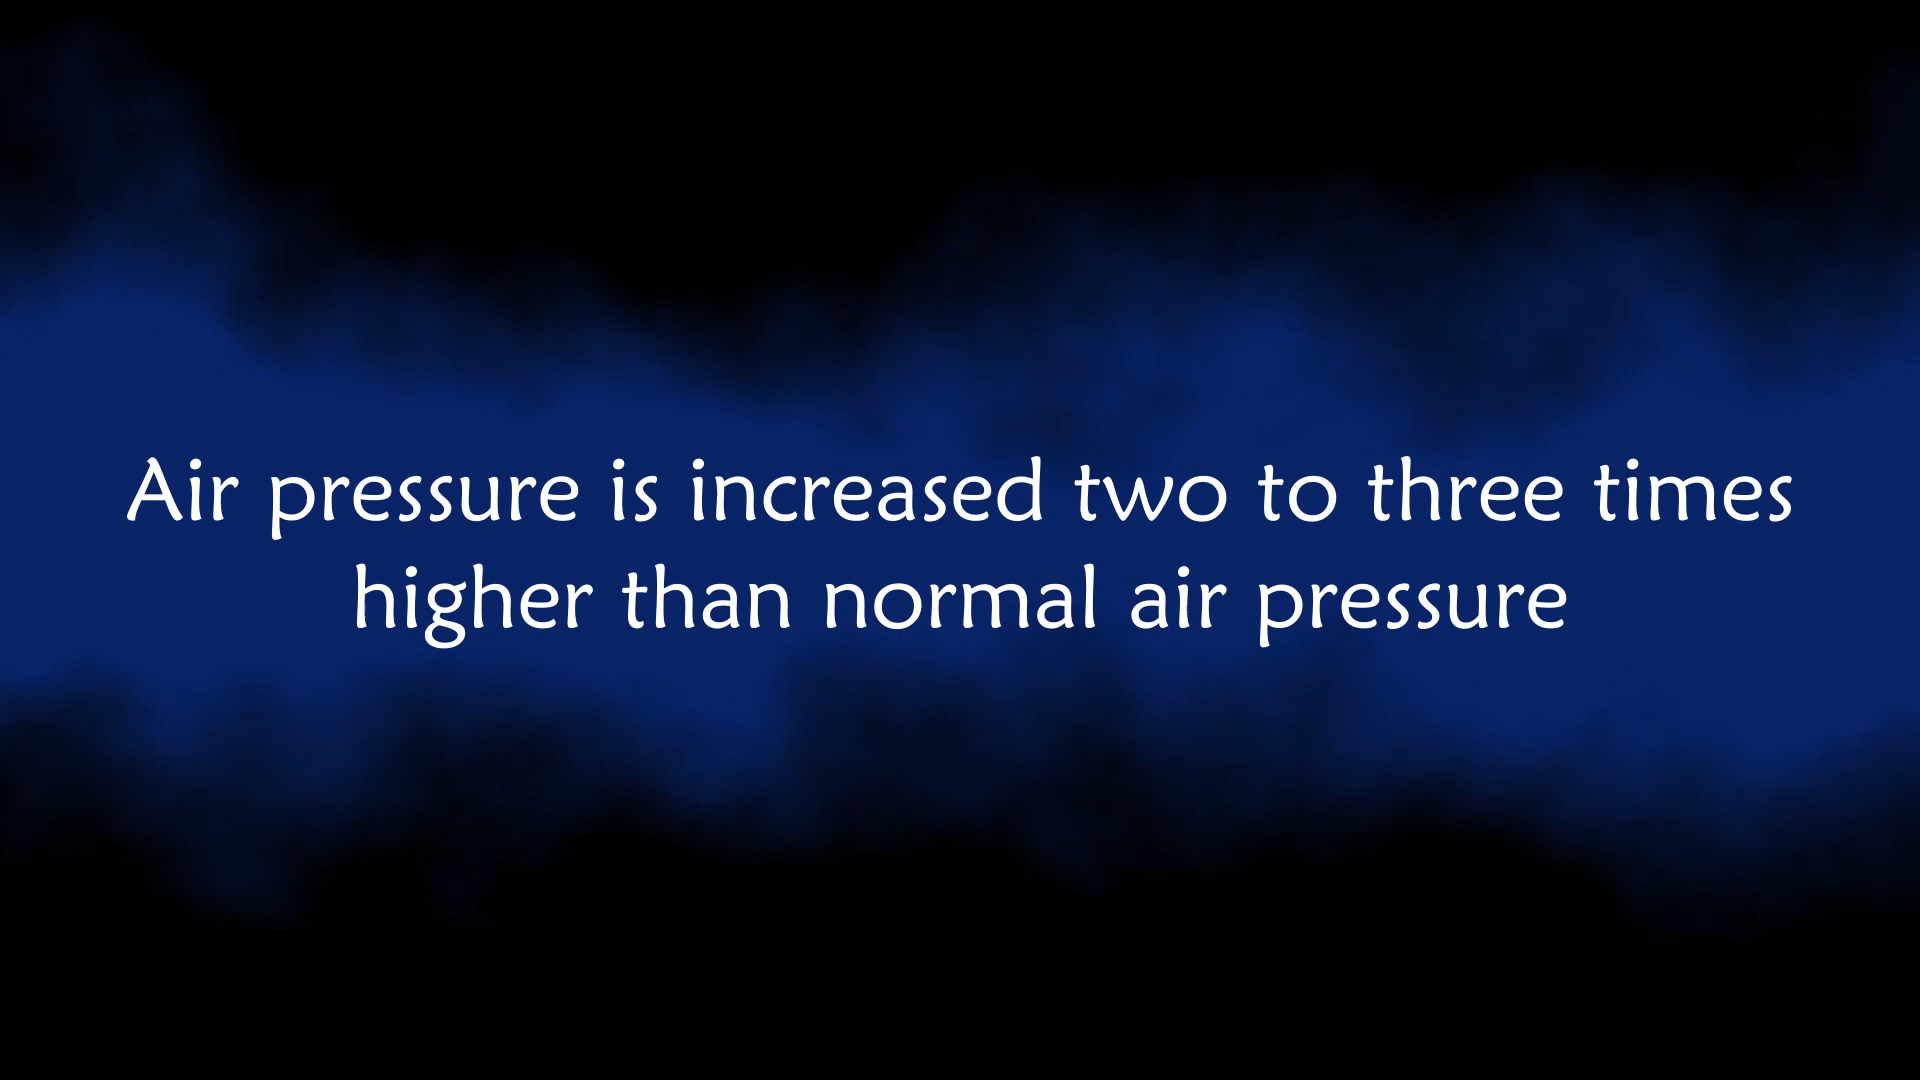 Air pressure is increased two to three times
higher than normal air pressure